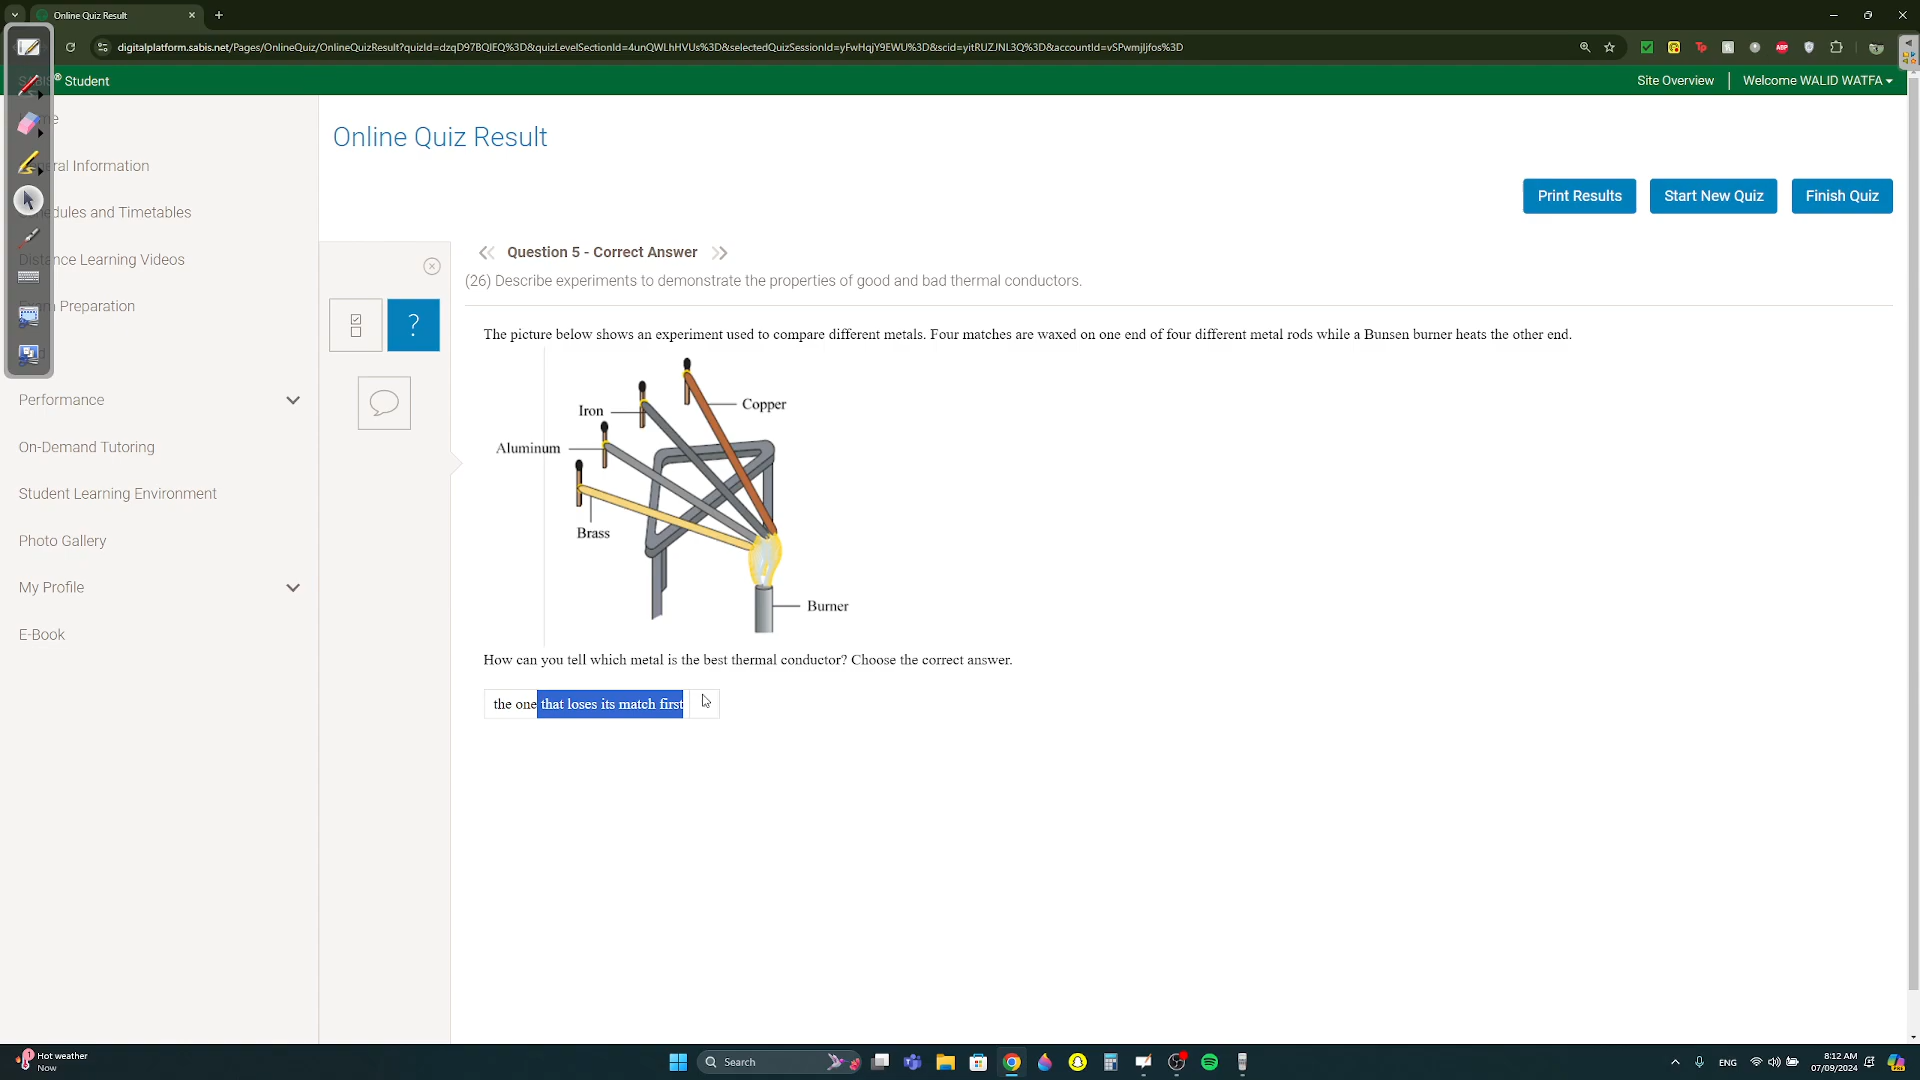 Online Quiz Result
digitalplatform.sabis.net/Pages/OnlineQuiz/OnlineQuizResult?quizId=dzqD97BQIEQ%3D&quizLevelSectionId=4unQWLhHVUs%3D&selectedQuizSessionId=yFwHqjY9EWU%3D&scid=yitRUZJNL3Q%3D&accountId=vSPwmjljfos%3D
® Student
Site Overview
Welcome WALID WATFA
General Information
Schedules and Timetables
Distance Learning Videos
Exam Preparation
Performance
On-Demand Tutoring
Student Learning Environment
Photo Gallery
My Profile
E-Book
Online Quiz Result
Print Results
Start New Quiz
Finish Quiz
Question 5 - Correct Answer
(26) Describe experiments to demonstrate the properties of good and bad thermal conductors.
?
The picture below shows an experiment used to compare different metals. Four matches are waxed on one end of four different metal rods while a Bunsen burner heats the other end.
Copper
Iron
Aluminum
Brass
Burner
How can you tell which metal is the best thermal conductor? Choose the correct answer.
the one that loses its match first
1
Hot weather
Now
Search
ENG
8:12 AM
07/09/2024